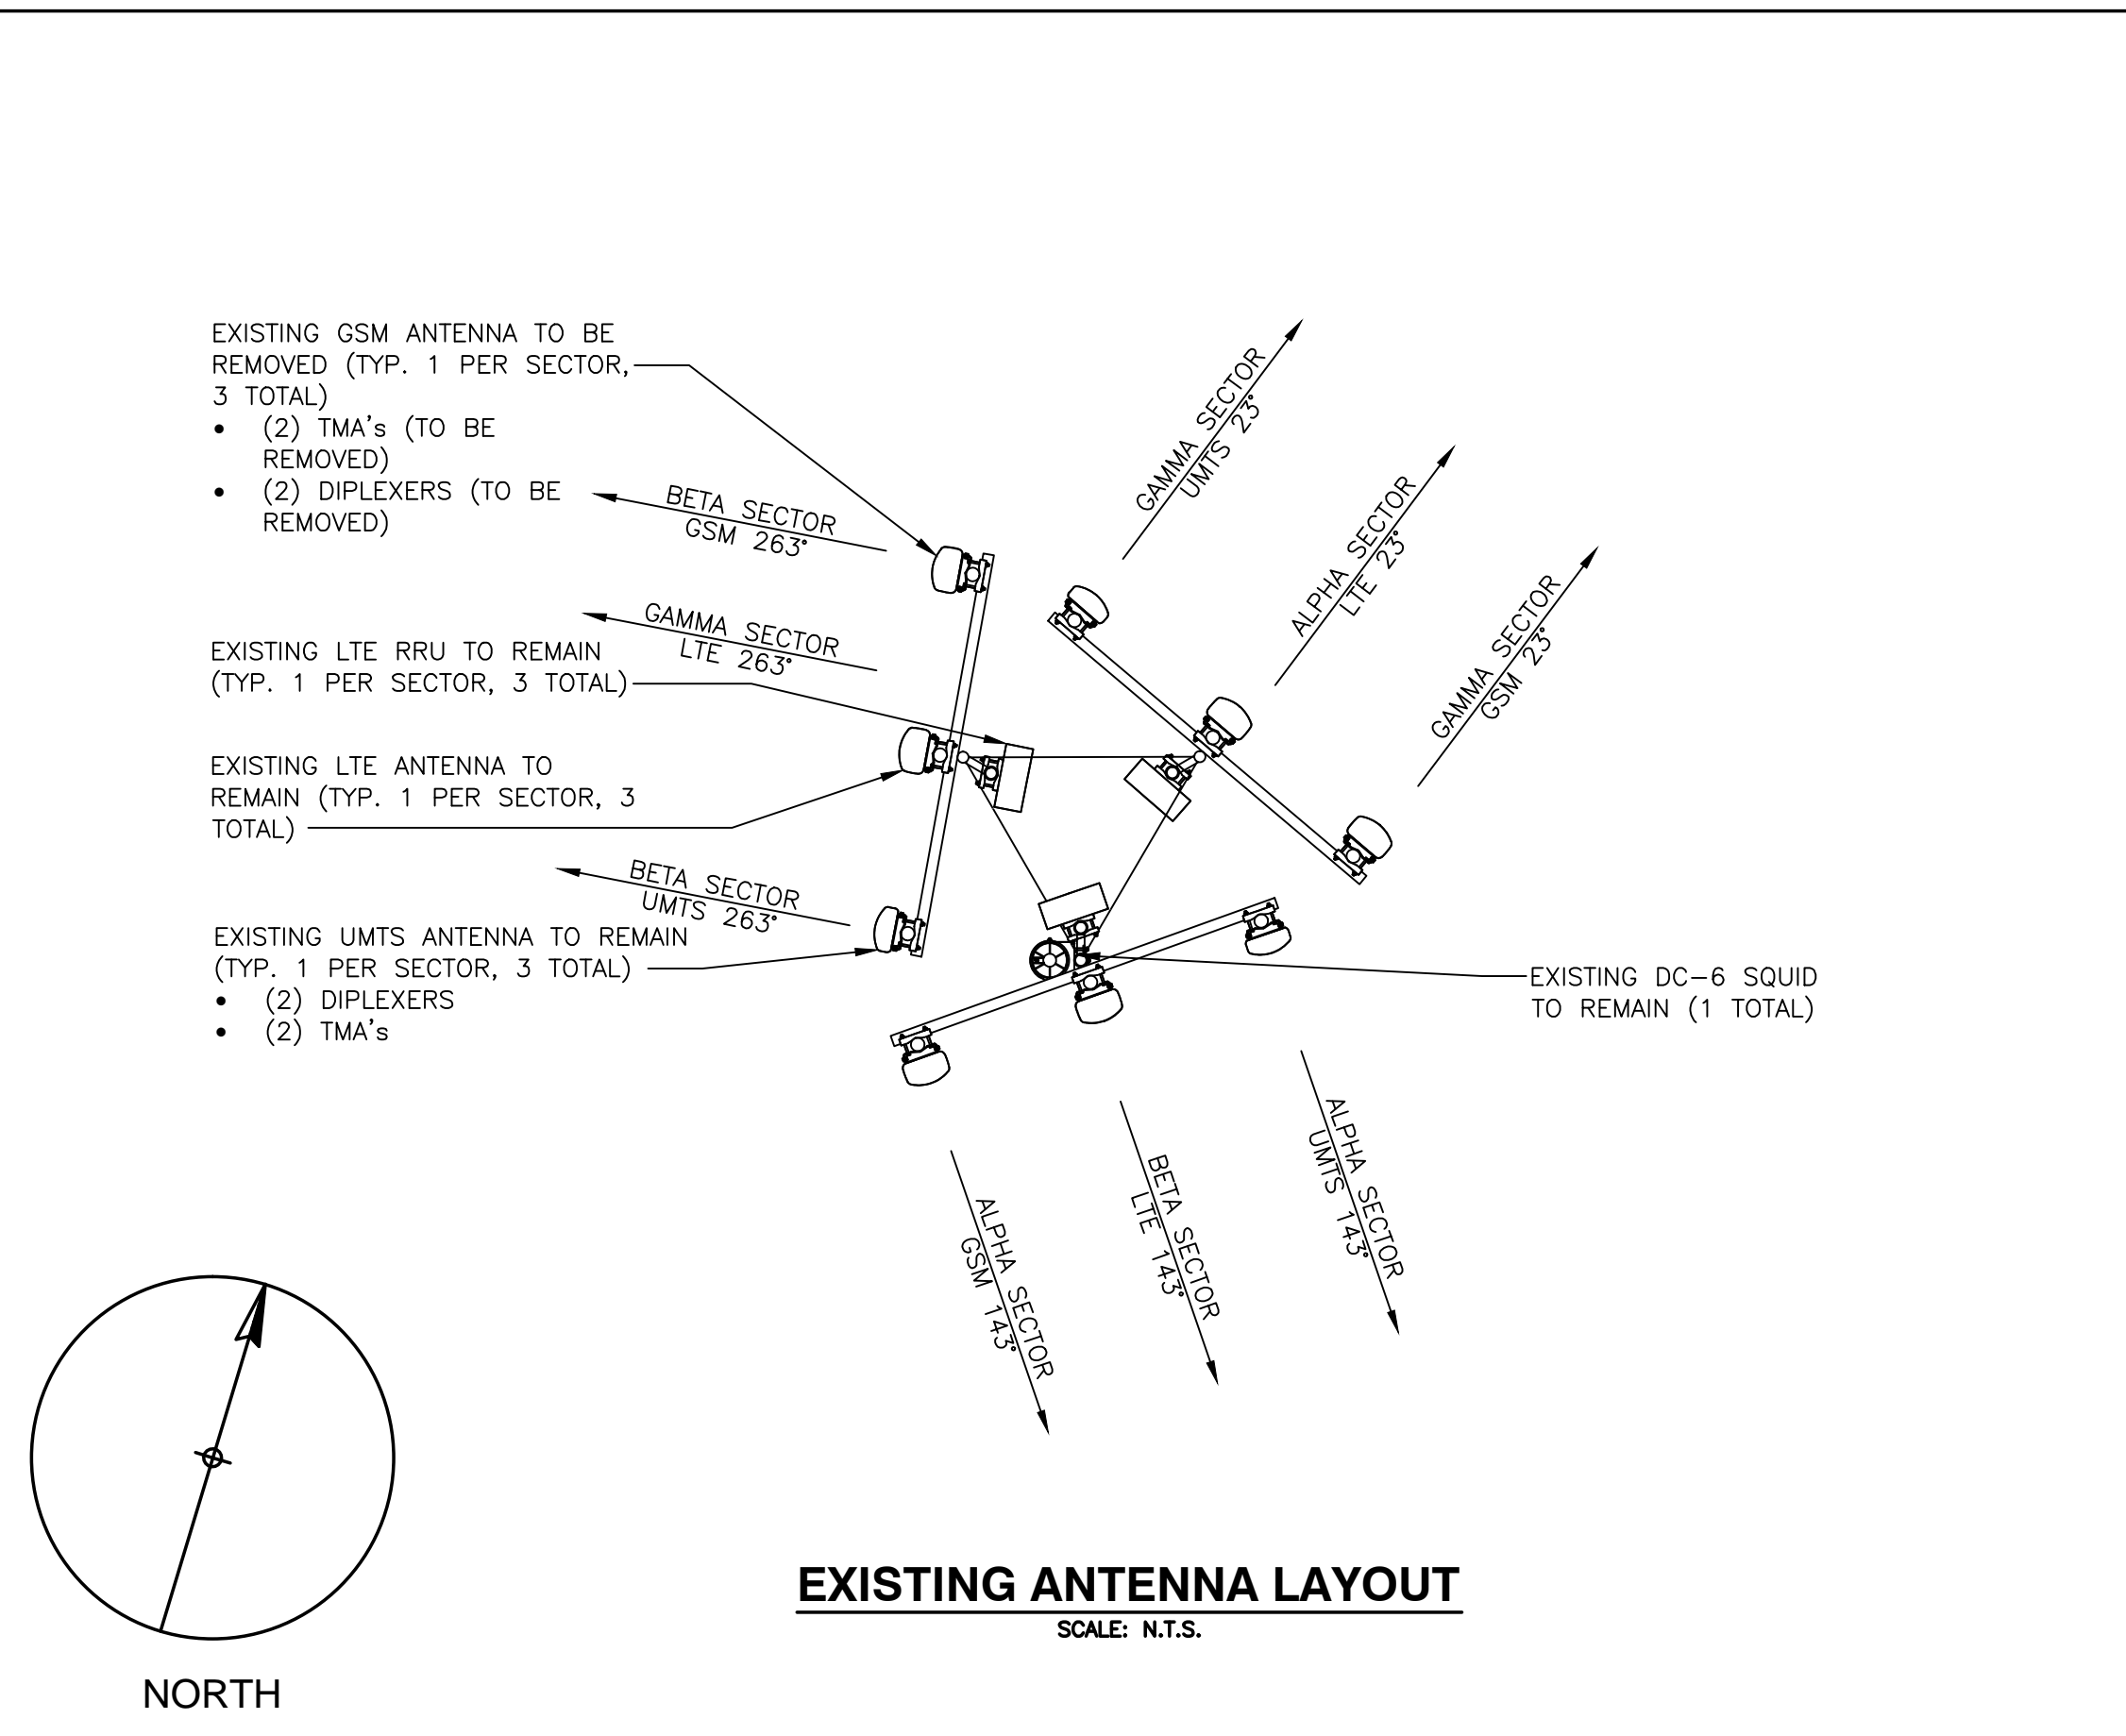 EXISTING GSM ANTENNA TO BE
REMOVED (TYP. 1 PER SECTOR,
3 TOTAL)
• (2) TMA's (TO BE
REMOVED)
• (2) DIPLEXERS (TO BE
REMOVED)
BETA SECTOR
GSM 263°
GAMMA SECTOR
LTE 263°
EXISTING LTE RRU TO REMAIN
(TYP. 1 PER SECTOR, 3 TOTAL)
EXISTING LTE ANTENNA TO
REMAIN (TYP. 1 PER SECTOR, 3
TOTAL)
BETA SECTOR
UMTS 263°
EXISTING UMTS ANTENNA TO REMAIN
(TYP. 1 PER SECTOR, 3 TOTAL)
• (2) DIPLEXERS
• (2) TMA's
GAMMA SECTOR
UMTS 23°
ALPHA SECTOR
LTE 23°
GAMMA SECTOR
GSM 23°
EXISTING DC-6 SQUID
TO REMAIN (1 TOTAL)
ALPHA SECTOR
UMTS 143°
BETA SECTOR
LTE 143°
ALPHA SECTOR
GSM 143°
EXISTING ANTENNA LAYOUT
SCALE: N.T.S.
NORTH